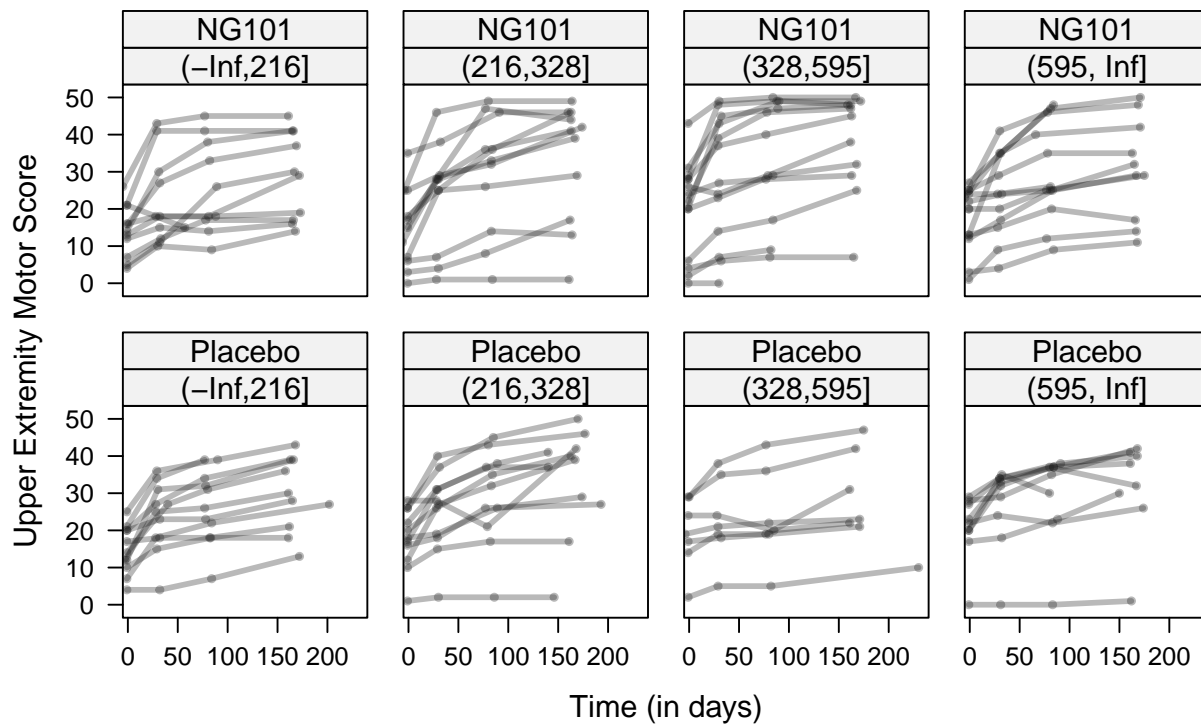 NG101 NG101 NG101 NG101
(−Inf,216] (216,328] (328,595] (595, Inf]
50
40
30
20
10
0
Placebo Placebo Placebo Placebo
(−Inf,216] (216,328] (328,595] (595, Inf]
50
40
30
20
10
0
0 50 100 150 200 0 50 100 150 200 0 50 100 150 200 0 50 100 150 200
Upper Extremity Motor Score
Time (in days)